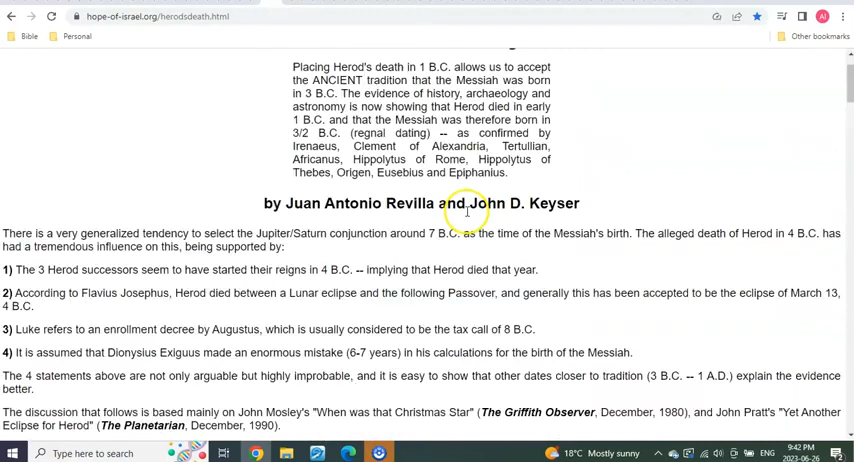 hope-of-israel.org/herodsdeath.html
AI
Bible
Personal
Other bookmarks
Placing Herod's death in 1 B.C. allows us to accept
the ANCIENT tradition that the Messiah was born
in 3 B.C. The evidence of history, archaeology and
astronomy is now showing that Herod died in early
1 B.C. and that the Messiah was therefore born in
3/2 B.C. (regnal dating) -- as confirmed by
Irenaeus, Clement of Alexandria, Tertullian,
Africanus, Hippolytus of Rome, Hippolytus of
Thebes, Origen, Eusebius and Epiphanius.
by Juan Antonio Revilla and John D. Keyser
There is a very generalized tendency to select the Jupiter/Saturn conjunction around 7 B.C. as the time of the Messiah's birth. The alleged death of Herod in 4 B.C. has
had a tremendous influence on this, being supported by:
1) The 3 Herod successors seem to have started their reigns in 4 B.C. -- implying that Herod died that year.
2) According to Flavius Josephus, Herod died between a Lunar eclipse and the following Passover, and generally this has been accepted to be the eclipse of March 13,
4 B.C.
3) Luke refers to an enrollment decree by Augustus, which is usually considered to be the tax call of 8 B.C.
4) It is assumed that Dionysius Exiguus made an enormous mistake (6-7 years) in his calculations for the birth of the Messiah.
The 4 statements above are not only arguable but highly improbable, and it is easy to show that other dates closer to tradition (3 B.C. -- 1 A.D.) explain the evidence
better.
The discussion that follows is based mainly on John Mosley's "When was that Christmas Star" (The Griffith Observer, December, 1980), and John Pratt's "Yet Another
Eclipse for Herod" (The Planetarian, December, 1990).
Type here to search
18°C Mostly sunny
ENG
9:42 PM
2023-06-26
2